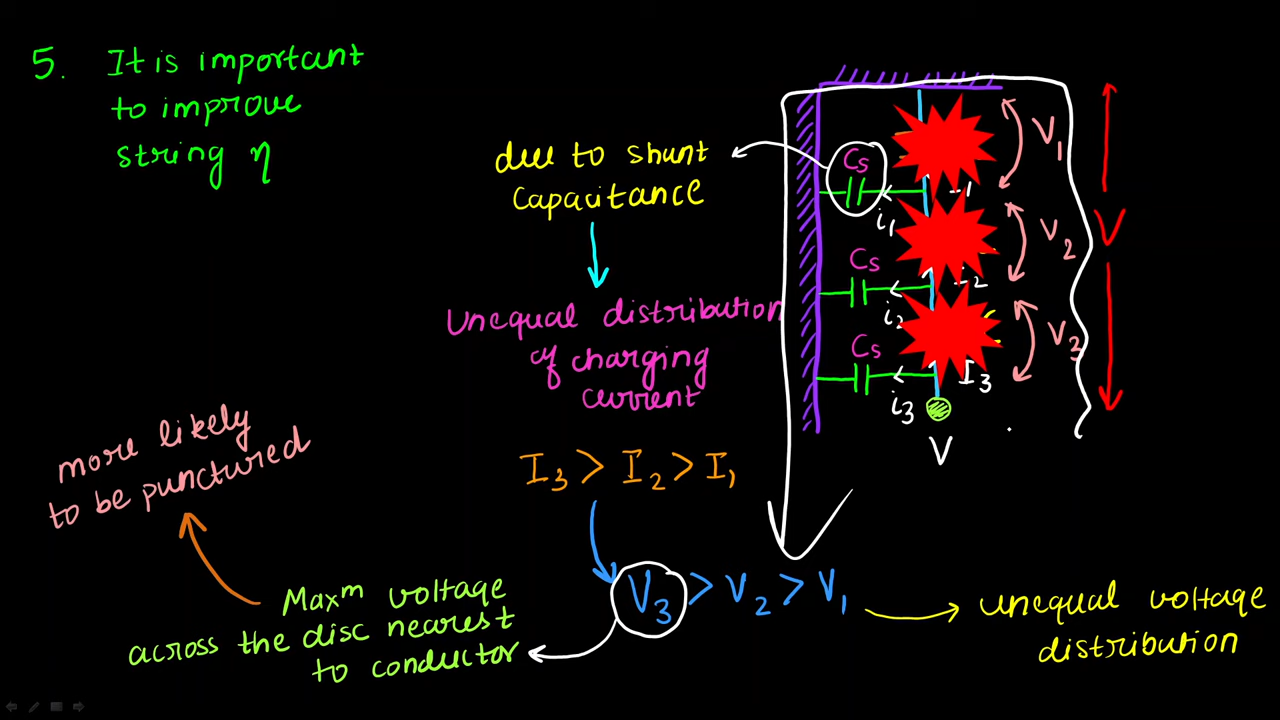 5. It is important
to improve
string η
due to shunt
capacitance
Unequal distribution
of charging
current
I₃ > I₂ > I₁
V₃ > V₂ > V₁
unequal voltage
distribution
Maxᵐ voltage
across the disc nearest
to conductor
more likely
to be punctured
Cs
i₁
V₁
Cs
i₂
V₂
V
Cs
i₃
I₃
V₃
V